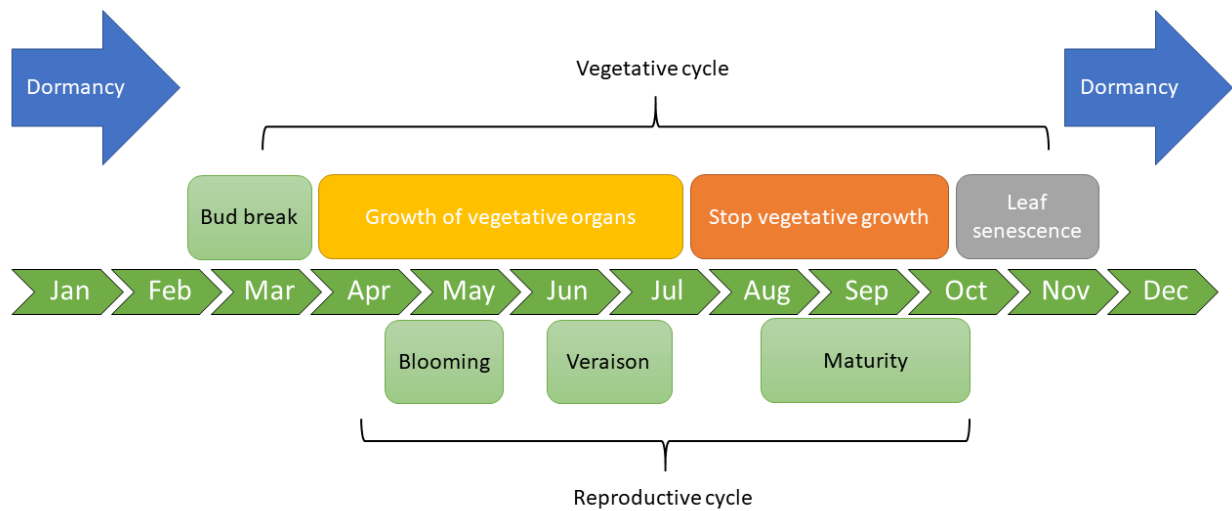 Dormancy
Vegetative cycle
Dormancy
Bud break
Growth of vegetative organs
Stop vegetative growth
Leaf
senescence
Jan
Feb
Mar
Apr
May
Jun
Jul
Aug
Sep
Oct
Nov
Dec
Blooming
Veraison
Maturity
Reproductive cycle